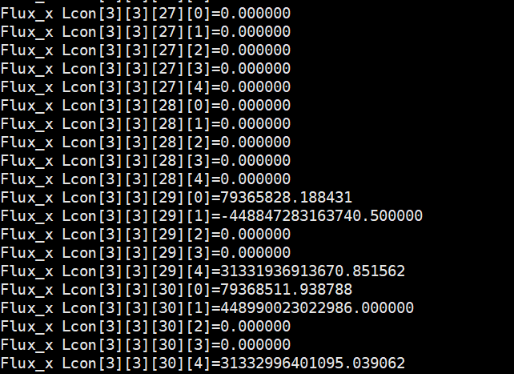 Flux_x Lcon[3][3][27][0]=0.000000
Flux_x Lcon[3][3][27][1]=0.000000
Flux_x Lcon[3][3][27][2]=0.000000
Flux_x Lcon[3][3][27][3]=0.000000
Flux_x Lcon[3][3][27][4]=0.000000
Flux_x Lcon[3][3][28][0]=0.000000
Flux_x Lcon[3][3][28][1]=0.000000
Flux_x Lcon[3][3][28][2]=0.000000
Flux_x Lcon[3][3][28][3]=0.000000
Flux_x Lcon[3][3][28][4]=0.000000
Flux_x Lcon[3][3][29][0]=79365828.188431
Flux_x Lcon[3][3][29][1]=-448847283163740.500000
Flux_x Lcon[3][3][29][2]=0.000000
Flux_x Lcon[3][3][29][3]=0.000000
Flux_x Lcon[3][3][29][4]=31331936913670.851562
Flux_x Lcon[3][3][30][0]=79368511.938788
Flux_x Lcon[3][3][30][1]=448990023022986.000000
Flux_x Lcon[3][3][30][2]=0.000000
Flux_x Lcon[3][3][30][3]=0.000000
Flux_x Lcon[3][3][30][4]=31332996401095.039062